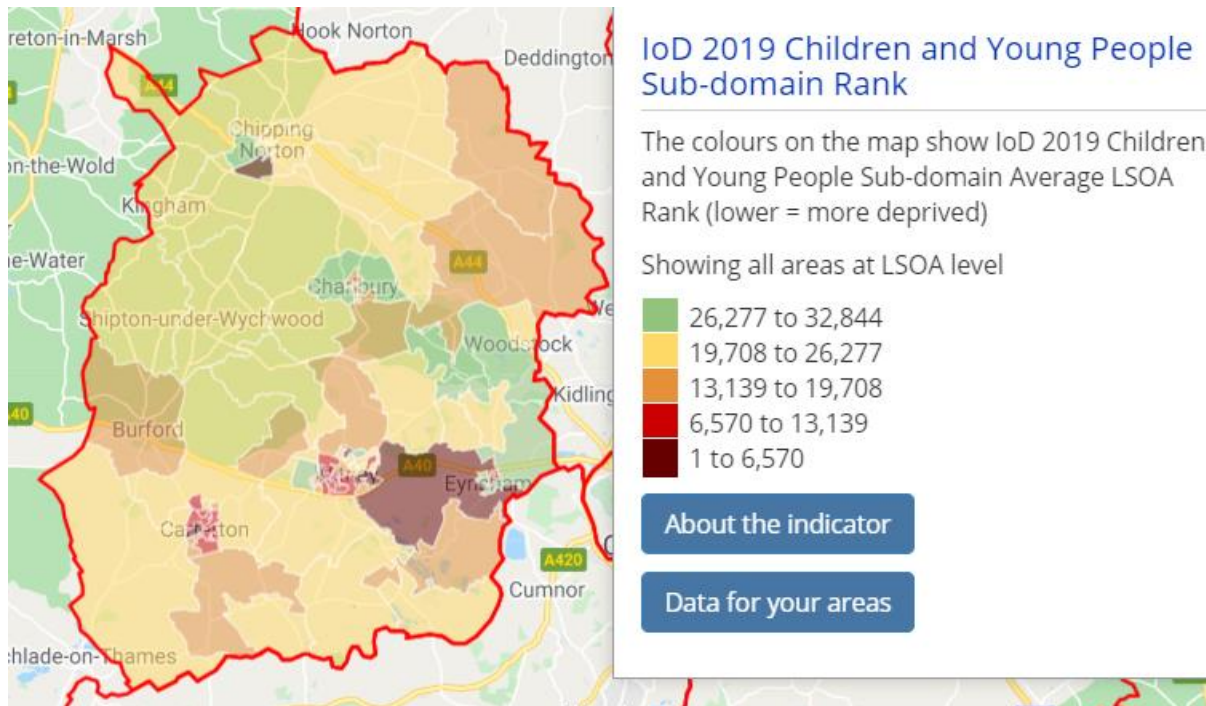 reton-in-Marsh
Hook Norton
Deddington
A44
Chipping
Norton
on-the-Wold
Kingham
e-Water
A44
Charlbury
Shipton-under-Wychwood
Woodstock
Kidling
40
Burford
Witney
A40
Eynsham
Carterton
A420
Cumnor
chlade-on-Thames
IoD 2019 Children and Young People
Sub-domain Rank
The colours on the map show IoD 2019 Children
and Young People Sub-domain Average LSOA
Rank (lower = more deprived)
Showing all areas at LSOA level
26,277 to 32,844
19,708 to 26,277
13,139 to 19,708
6,570 to 13,139
1 to 6,570
About the indicator
Data for your areas